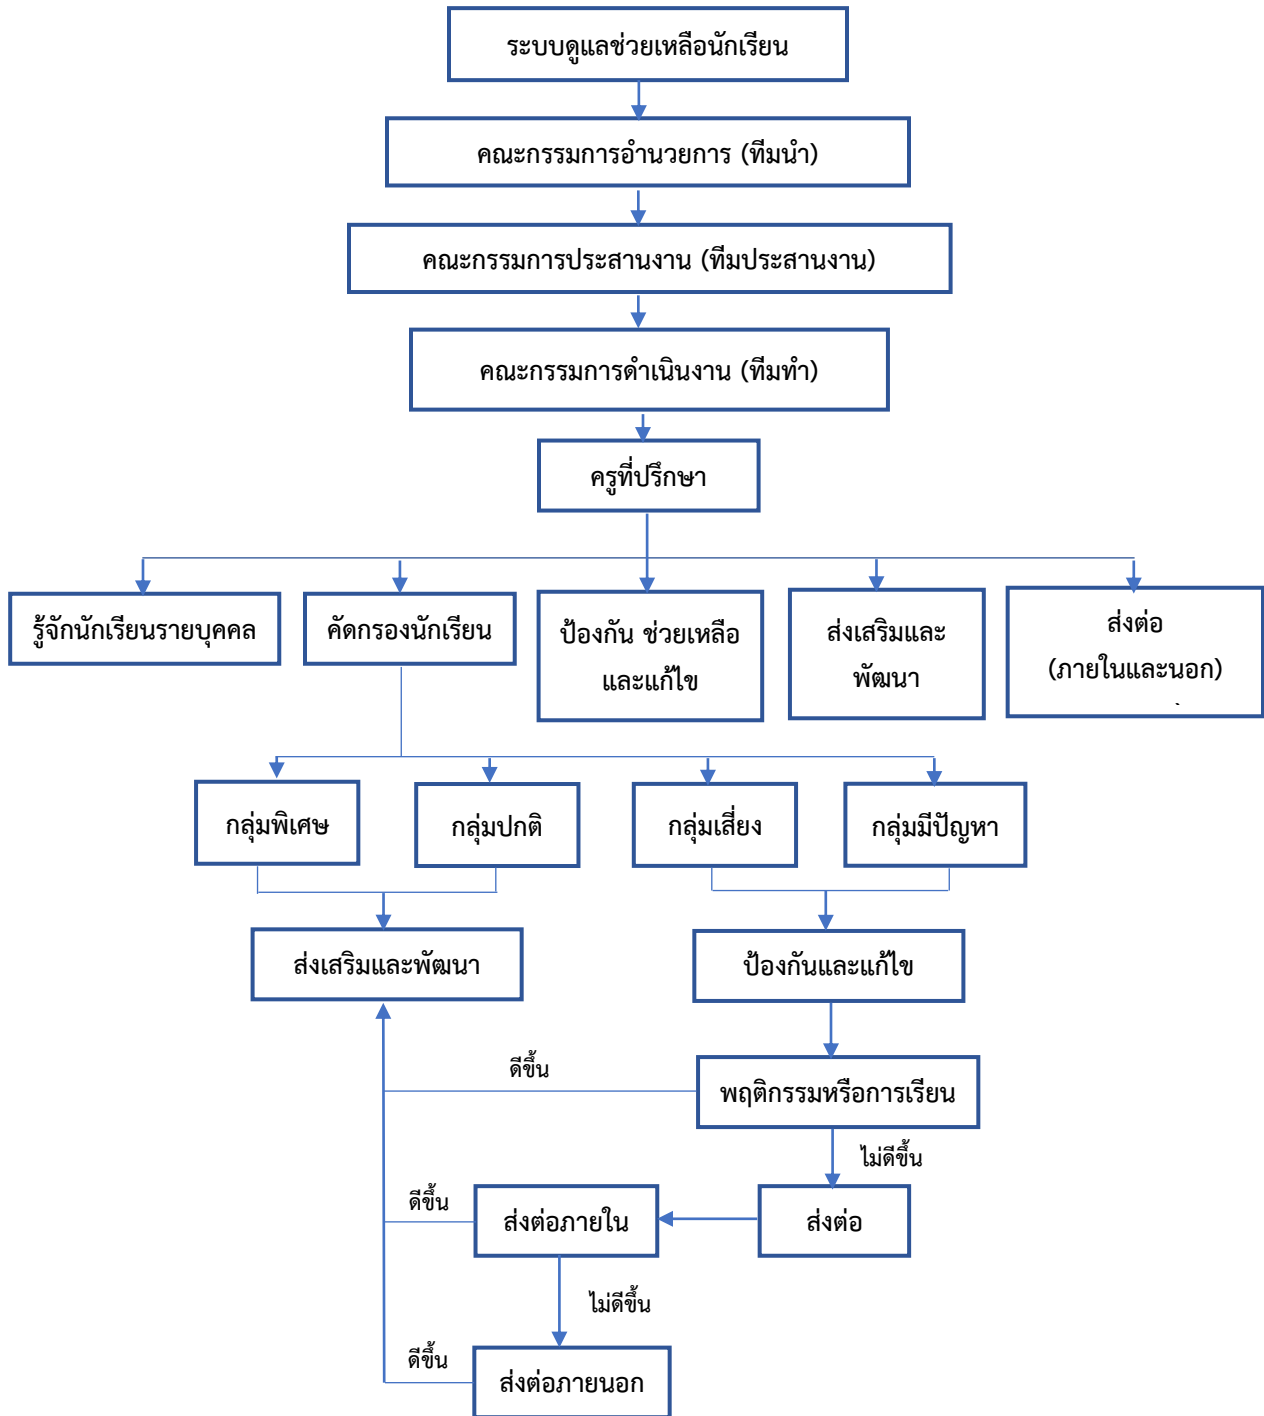 ระบบดูแลช่วยเหลือนักเรียน
คณะกรรมการอำนวยการ (ทีมนำ)
คณะกรรมการประสานงาน (ทีมประสานงาน)
คณะกรรมการดำเนินงาน (ทีมทำ)
ครูที่ปรึกษา
รู้จักนักเรียนรายบุคคล
คัดกรองนักเรียน
ป้องกัน ช่วยเหลือ
และแก้ไข
ส่งเสริมและ
พัฒนา
ส่งต่อ
(ภายในและนอก)
กลุ่มพิเศษ
กลุ่มปกติ
กลุ่มเสี่ยง
กลุ่มมีปัญหา
ส่งเสริมและพัฒนา
ป้องกันและแก้ไข
ดีขึ้น
พฤติกรรมหรือการเรียน
ไม่ดีขึ้น
ดีขึ้น
ส่งต่อภายใน
ส่งต่อ
ไม่ดีขึ้น
ดีขึ้น
ส่งต่อภายนอก